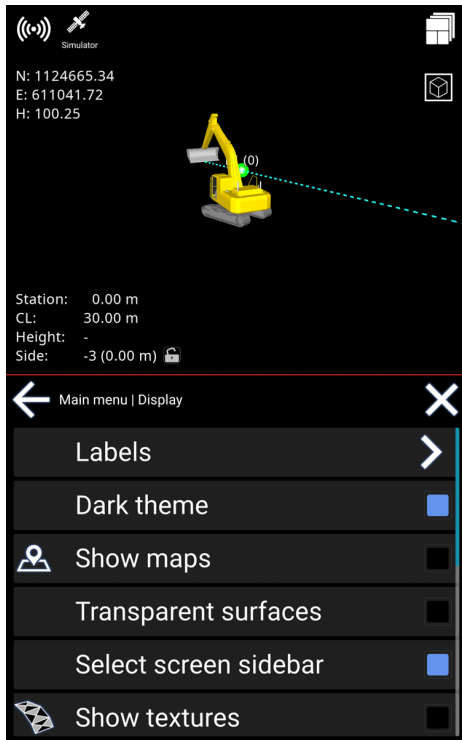 Simulator
N: 1124665.34
E: 611041.72
H: 100.25
(0)
Station: 0.00 m
CL: 30.00 m
Height: -
Side: -3 (0.00 m)
Main menu | Display
Labels
Dark theme
Show maps
Transparent surfaces
Select screen sidebar
Show textures